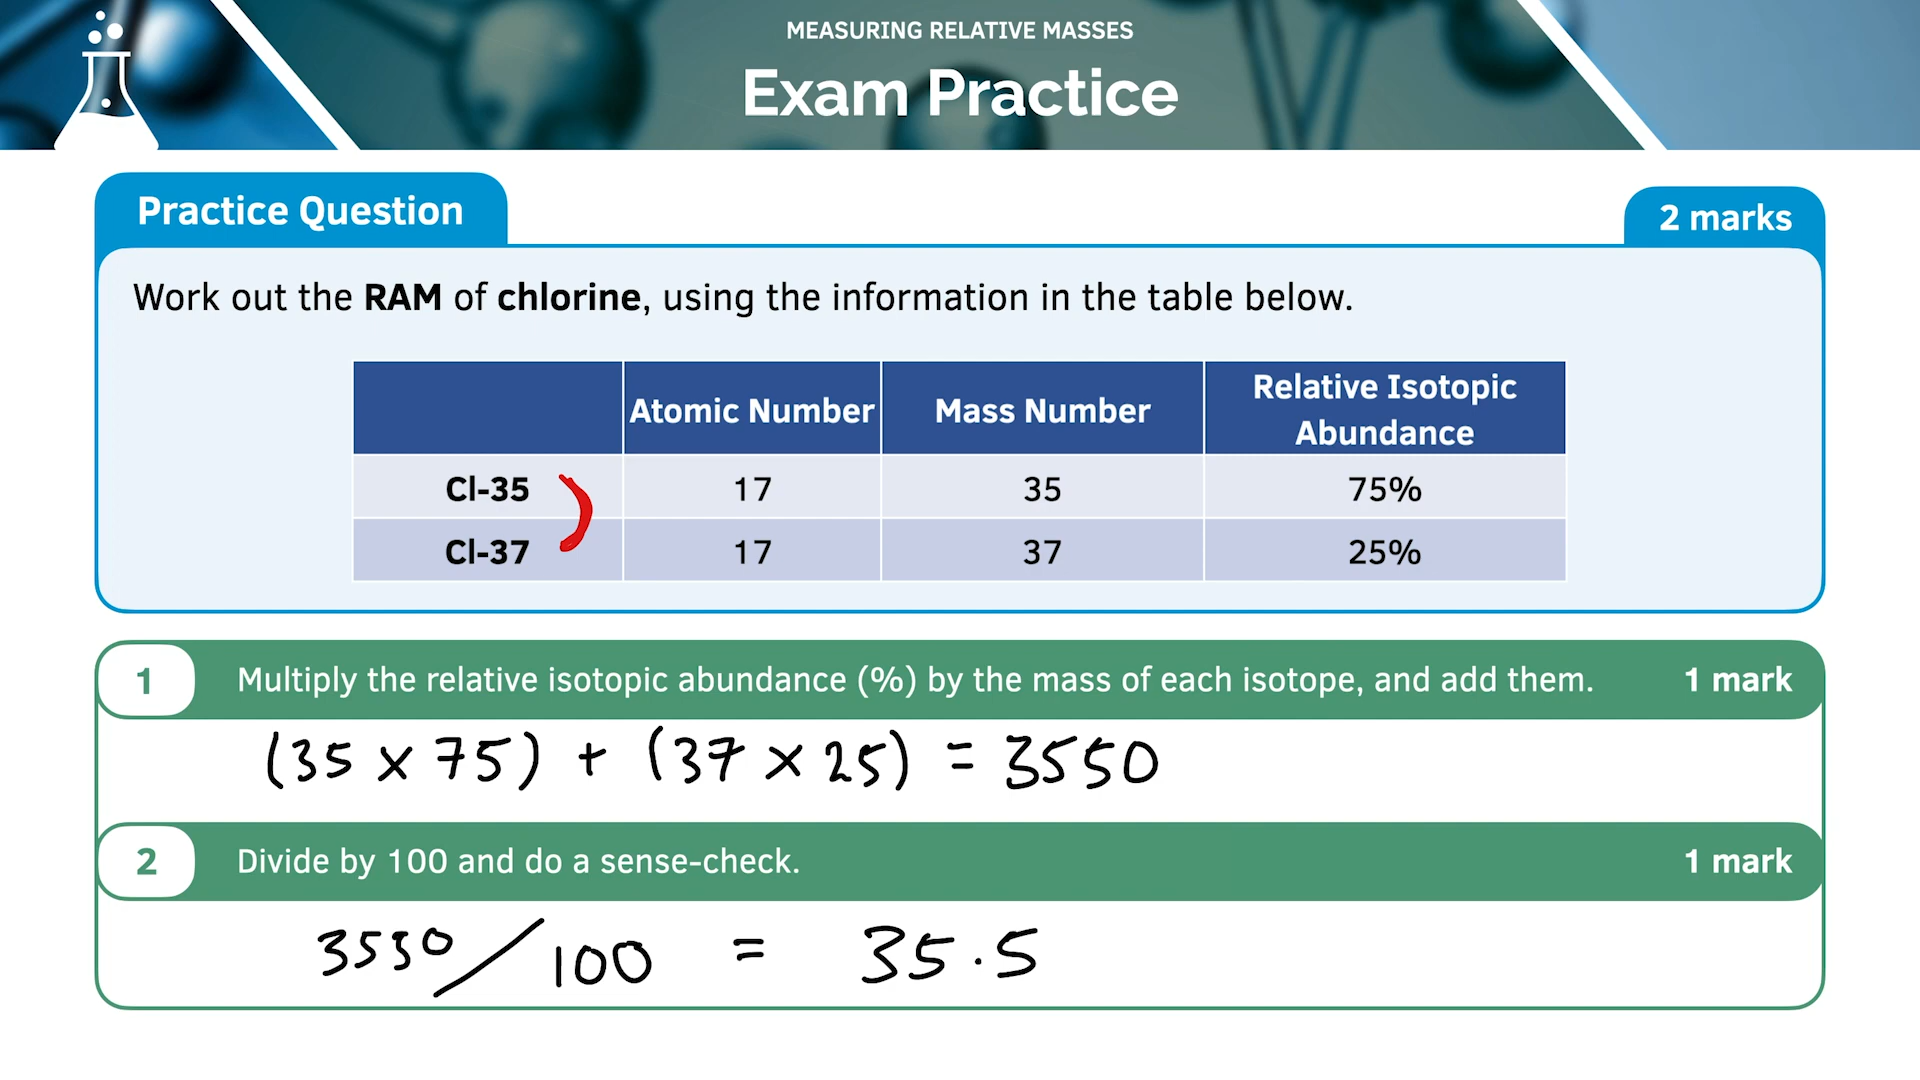 MEASURING RELATIVE MASSES
Exam Practice
Practice Question
2 marks
Work out the RAM of chlorine, using the information in the table below.
Atomic Number Mass Number Relative Isotopic Abundance
Cl-35 17 35 75%
Cl-37 17 37 25%
1 Multiply the relative isotopic abundance (%) by the mass of each isotope, and add them. 1 mark
(35 x 75) + (37 x 25) = 3550
2 Divide by 100 and do a sense-check. 1 mark
3550/100 = 35.5